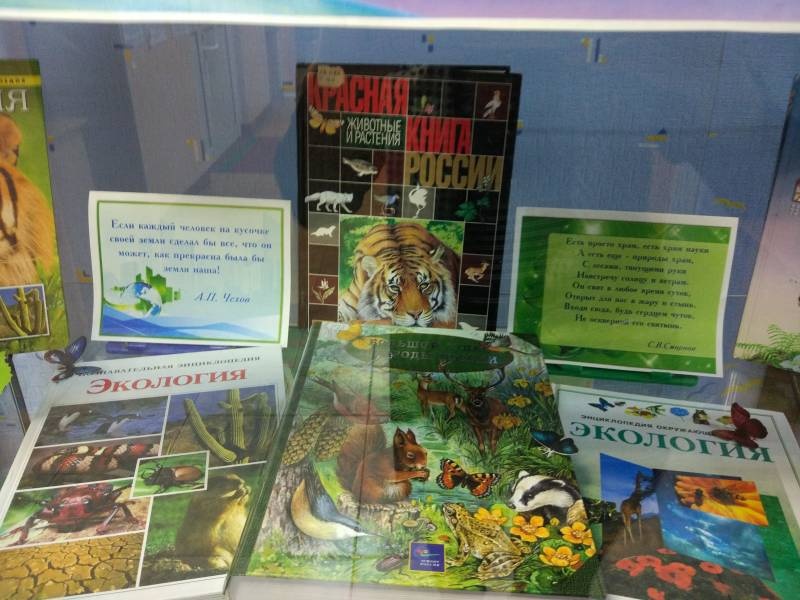 КРАСНАЯ
ЖИВОТНЫЕ
И РАСТЕНИЯ
КНИГА
РОССИИ
Если каждый человек на кусочке
своей земли сделал бы все, что он
может, как прекрасна была бы
земля наша!
А.П. Чехов
Есть просто храм, есть храм науки
А есть еще - природы храм,
С лесами, тянущими руки
Навстречу солнцу и ветрам.
Он свят в любое время суток,
Открыт для вас в жару и стынь.
Входи сюда, будь сердцем чуток,
Не оскверняй его святынь.
С.В.Смирнов
ПОЗНАВАТЕЛЬНАЯ ЭНЦИКЛОПЕДИЯ
ЭКОЛОГИЯ
ЭНЦИКЛОПЕДИЯ ОКРУЖАЮЩ
ЭКОЛОГИЯ